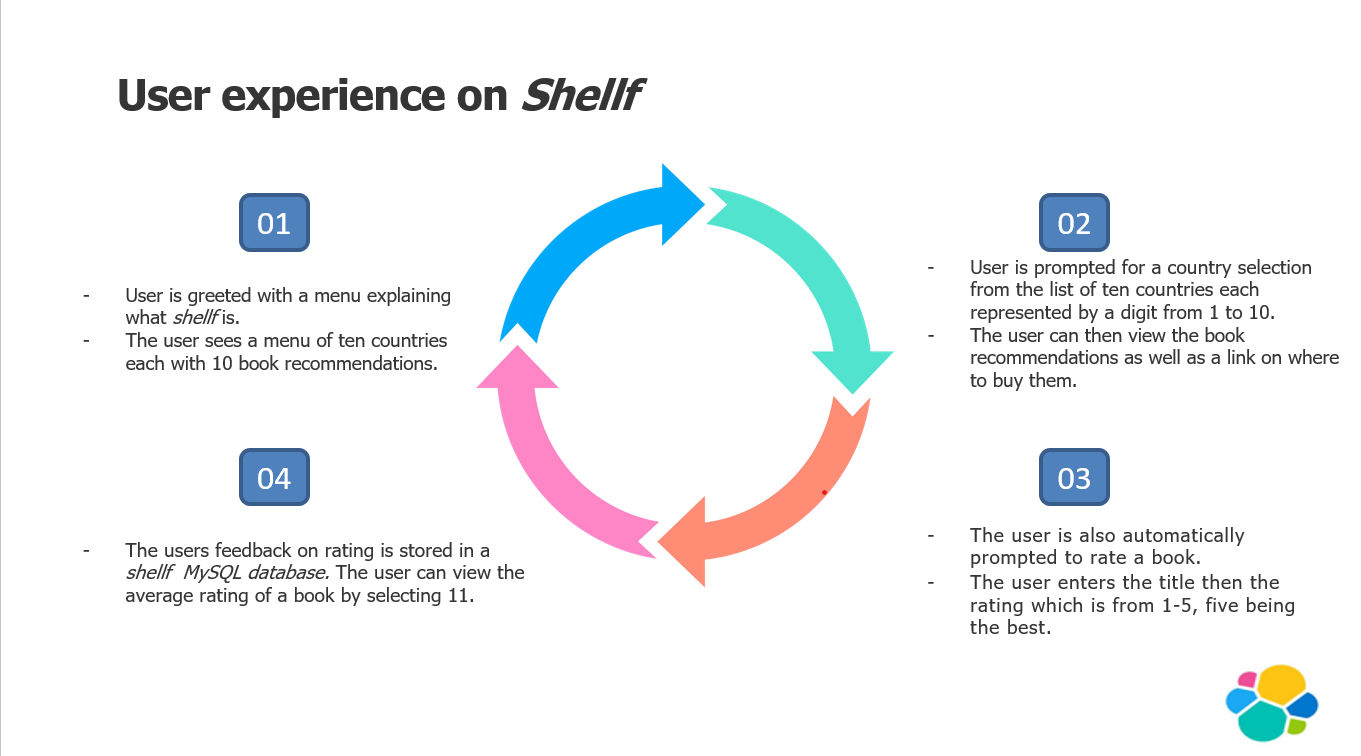 User experience on Shellf
01
- User is greeted with a menu explaining
what shellf is.
- The user sees a menu of ten countries
each with 10 book recommendations.
02
- User is prompted for a country selection
from the list of ten countries each
represented by a digit from 1 to 10.
- The user can then view the book
recommendations as well as a link on where
to buy them.
03
- The user is also automatically
prompted to rate a book.
- The user enters the title then the
rating which is from 1-5, five being
the best.
04
- The users feedback on rating is stored in a
shellf MySQL database. The user can view the
average rating of a book by selecting 11.